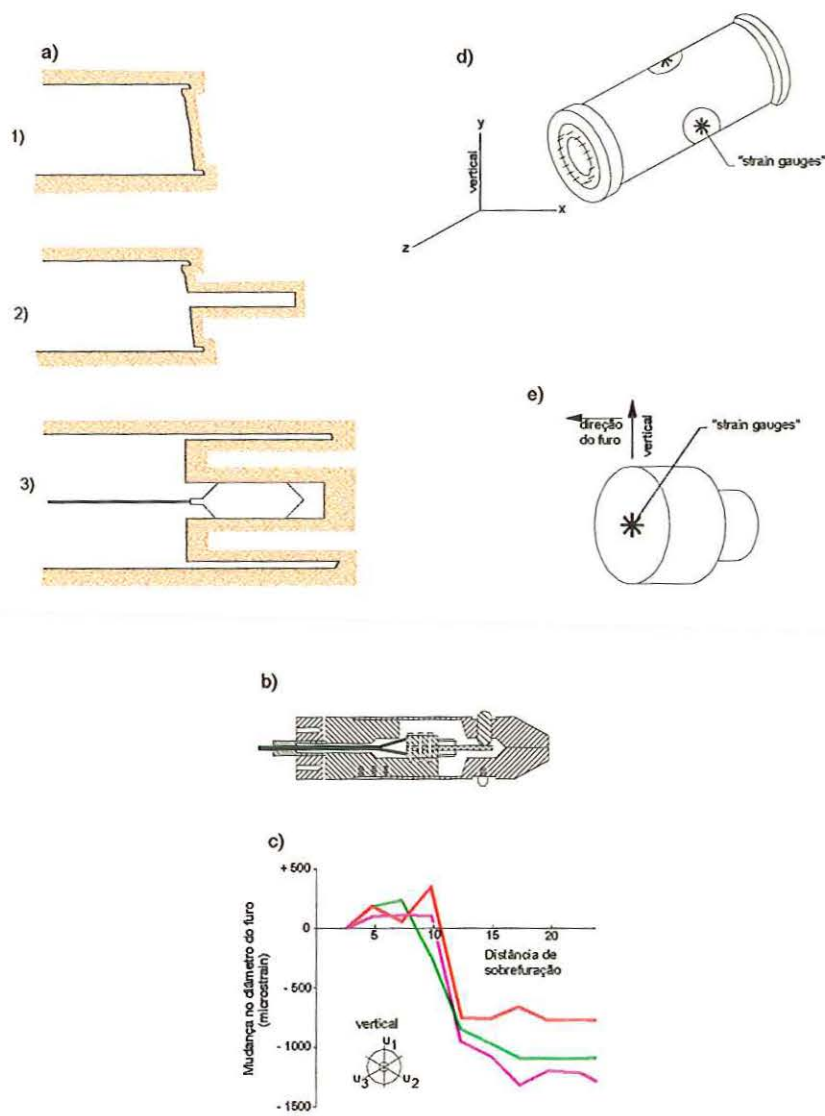 a)
1)
2)
3)
d)
y
vertical
x
z
"strain gauges"
e)
direção
do furo
vertical
"strain gauges"
b)
c)
Mudança no diâmetro do furo
(microstrain)
+ 500
0
- 500
- 1000
- 1500
5
10
15
20
Distância de
sobrefuração
vertical
u1
u3
u2